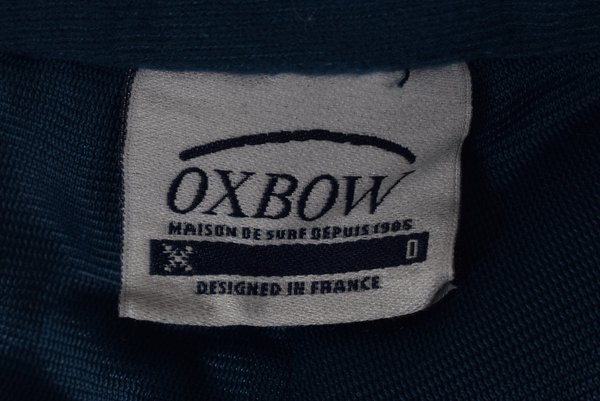 OXBOW
MAISON DE SURF DEPUIS 1985
0
DESIGNED IN FRANCE